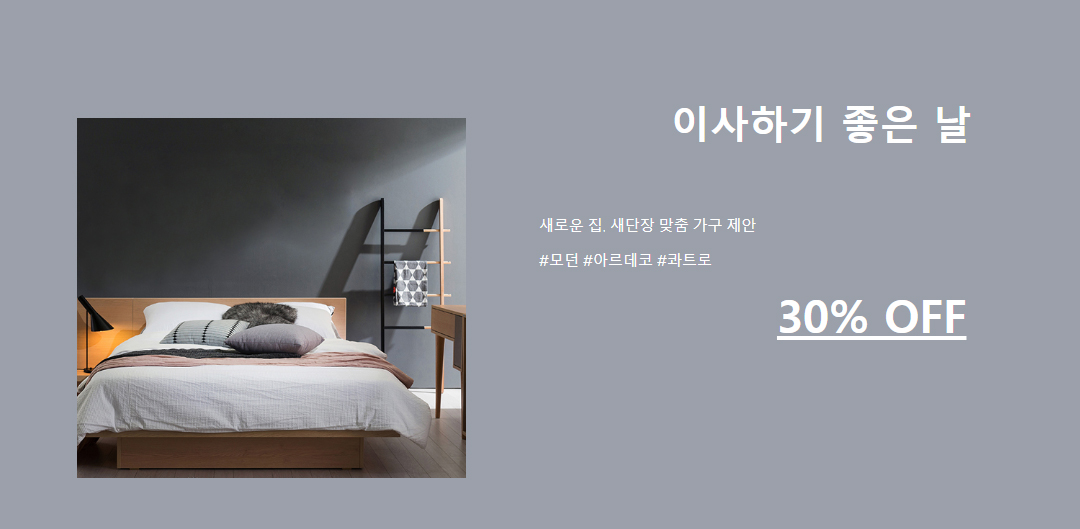 이사하기 좋은 날
새로운 집, 새단장 맞춤 가구 제안
#모던 #아르데코 #콰트로
30% OFF